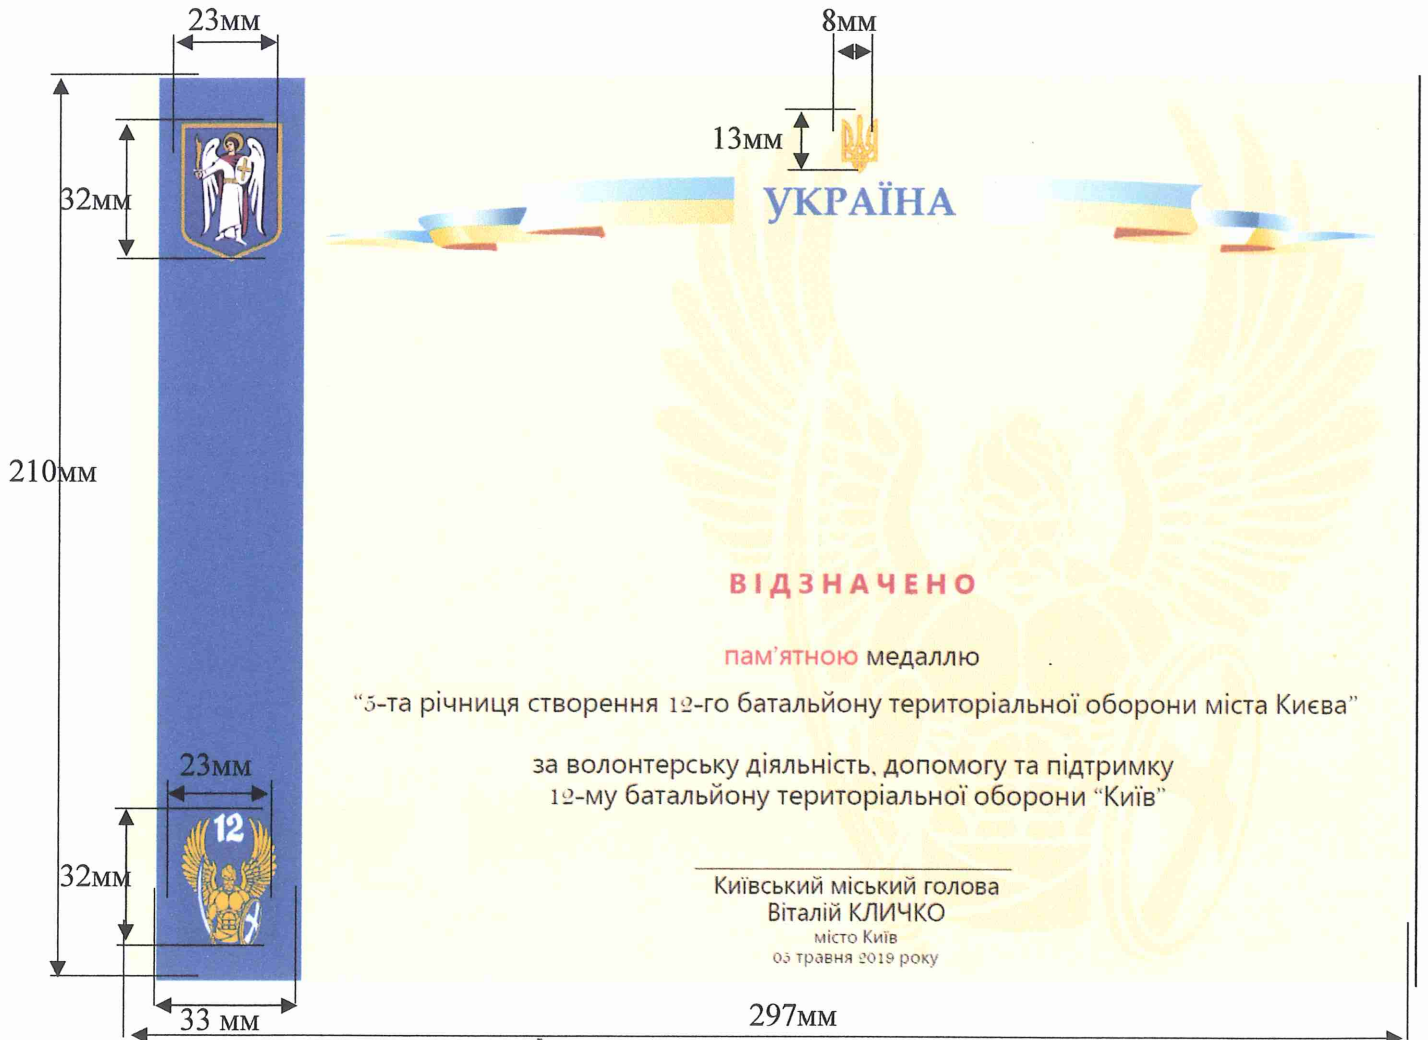 23мм
8мм
13мм
32мм
УКРАЇНА
210мм
ВІДЗНАЧЕНО
пам'ятною медаллю
“5-та річниця створення 12-го батальйону територіальної оборони міста Києва”
за волонтерську діяльність, допомогу та підтримку
12-му батальйону територіальної оборони “Київ”
23мм
12
32мм
Київський міський голова
Віталій КЛИЧКО
місто Київ
05 травня 2019 року
33 мм
297мм